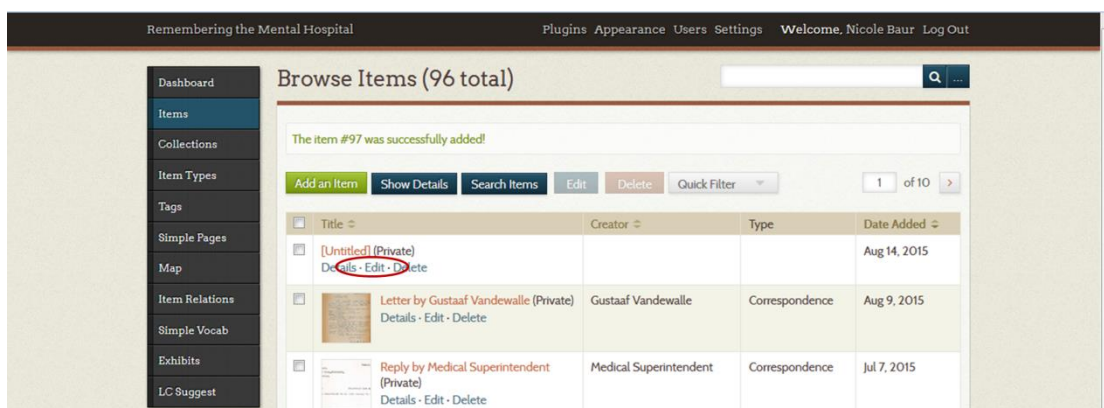 Remembering the Mental Hospital Plugins Appearance Users Settings Welcome, Nicole Baur Log Out
Dashboard
Items
Collections
Item Types
Tags
Simple Pages
Map
Item Relations
Simple Vocab
Exhibits
LC Suggest
Browse Items (96 total)
...
The item #97 was successfully added!
Add an Item Show Details Search Items Edit Delete Quick Filter 1 of 10 >
Title Creator Type Date Added
[Untitled] (Private) Aug 14, 2015
Details · Edit · Delete
Letter by Gustaaf Vandewalle (Private) Gustaaf Vandewalle Correspondence Aug 9, 2015
Details · Edit · Delete
Reply by Medical Superintendent Medical Superintendent Correspondence Jul 7, 2015
(Private)
Details · Edit · Delete